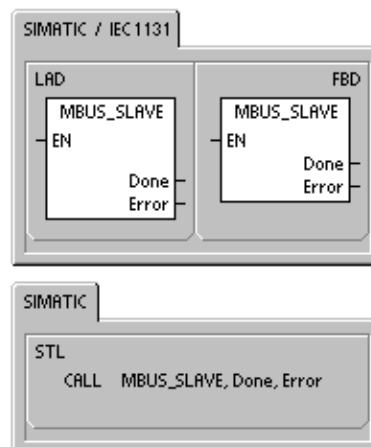 SIMATIC / IEC1131
LAD
FBD
MBUS_SLAVE
EN
Done
Error
MBUS_SLAVE
EN
Done
Error
SIMATIC
STL
CALL MBUS_SLAVE, Done, Error